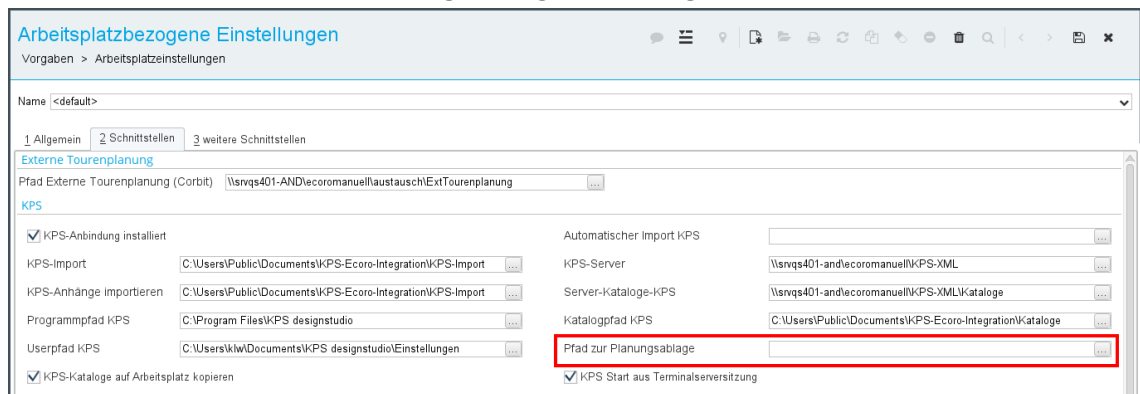 Arbeitsplatzbezogene Einstellungen
Vorgaben > Arbeitsplatzeinstellungen
Name <default>
1 Allgemein 2 Schnittstellen 3 weitere Schnittstellen
Externe Tourenplanung
Pfad Externe Tourenplanung (Corbit) \\srvqs401-AND\ecoromanuell\austausch\ExtTourenplanung ...
KPS
KPS-Anbindung installiert Automatischer Import KPS ...
KPS-Import C:\Users\Public\Documents\KPS-Ecoro-Integration\KPS-Import ... KPS-Server \\srvqs401-and\ecoromanuell\KPS-XML ...
KPS-Anhänge importieren C:\Users\Public\Documents\KPS-Ecoro-Integration\KPS-Import ... Server-Kataloge-KPS \\srvqs401-and\ecoromanuell\KPS-XML\Kataloge ...
Programmpfad KPS C:\Program Files\KPS designstudio ... Katalogpfad KPS C:\Users\Public\Documents\KPS-Ecoro-Integration\Kataloge ...
Userpfad KPS C:\Users\klw\Documents\KPS designstudio\Einstellungen ... Pfad zur Planungsablage ...
KPS-Kataloge auf Arbeitsplatz kopieren KPS Start aus Terminalserversitzung